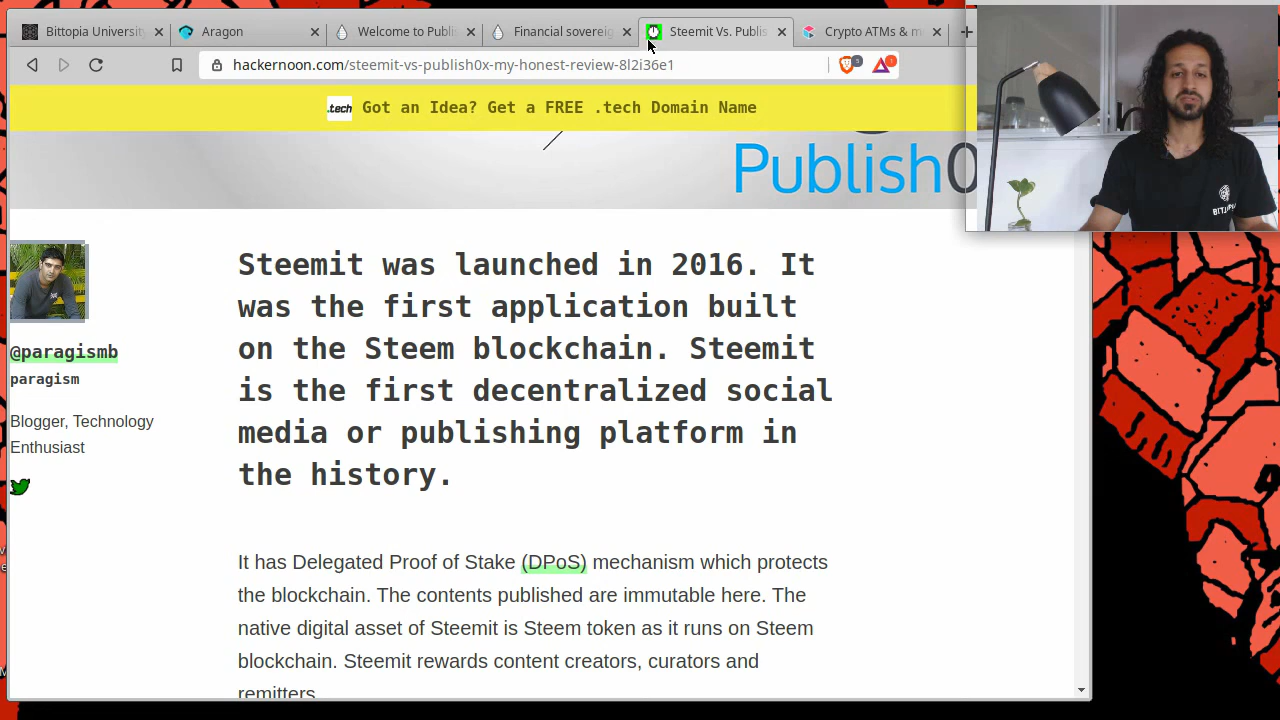 Bittopia University
Aragon
Welcome to Publis
Financial sovereig
Steemit Vs. Publis
Crypto ATMs & m
hackernoon.com/steemit-vs-publish0x-my-honest-review-8l2i36e1
5
1
.tech
Got an Idea? Get a FREE .tech Domain Name
Publish0
Steemit was launched in 2016. It
was the first application built
on the Steem blockchain. Steemit
is the first decentralized social
media or publishing platform in
the history.
@paragismb
paragism
Blogger, Technology
Enthusiast
It has Delegated Proof of Stake (DPoS) mechanism which protects
the blockchain. The contents published are immutable here. The
native digital asset of Steemit is Steem token as it runs on Steem
blockchain. Steemit rewards content creators, curators and
remitters.